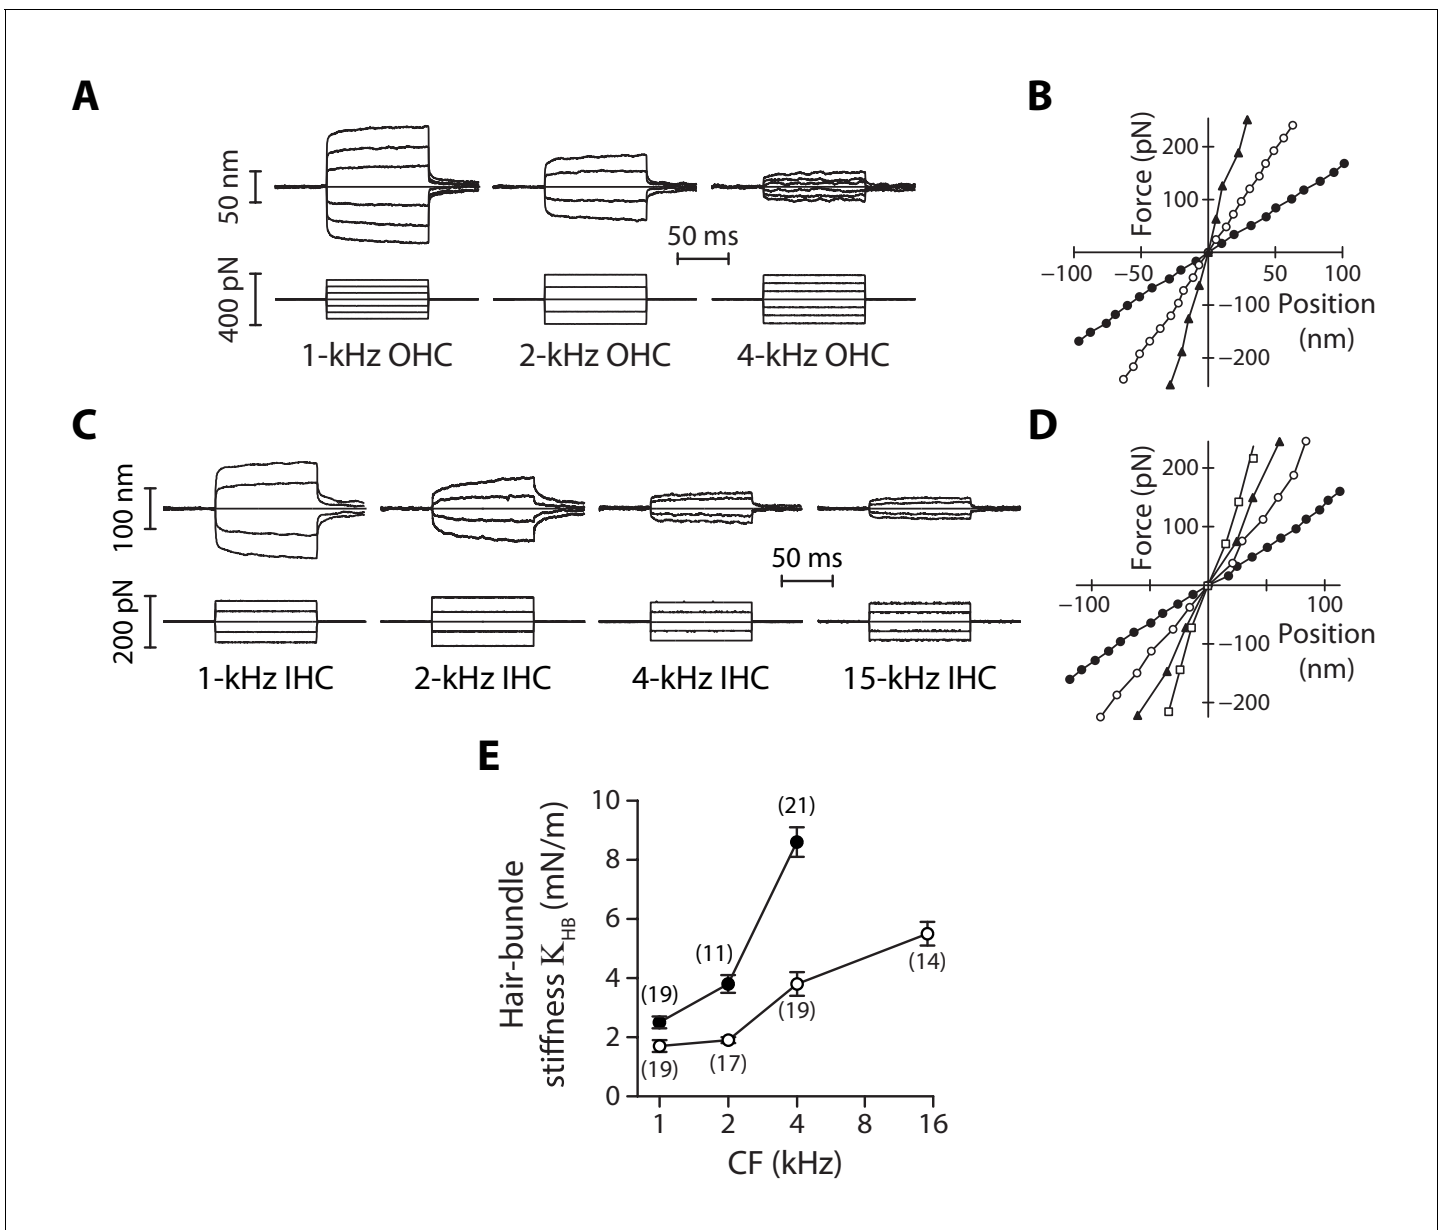 A
50 nm
400 pN
50 ms
1-kHz OHC
2-kHz OHC
4-kHz OHC
B
Force (pN)
200
100
−100
−50
50
100
−100
Position
(nm)
−200
C
100 nm
200 pN
50 ms
1-kHz IHC
2-kHz IHC
4-kHz IHC
15-kHz IHC
D
Force (pN)
200
100
−100
100
−100
Position
(nm)
−200
E
Hair-bundle
stiffness KHB (mN/m)
10
8
6
4
2
0
(21)
(11)
(19)
(14)
(19)
(17)
(19)
1
2
4
8
16
CF (kHz)